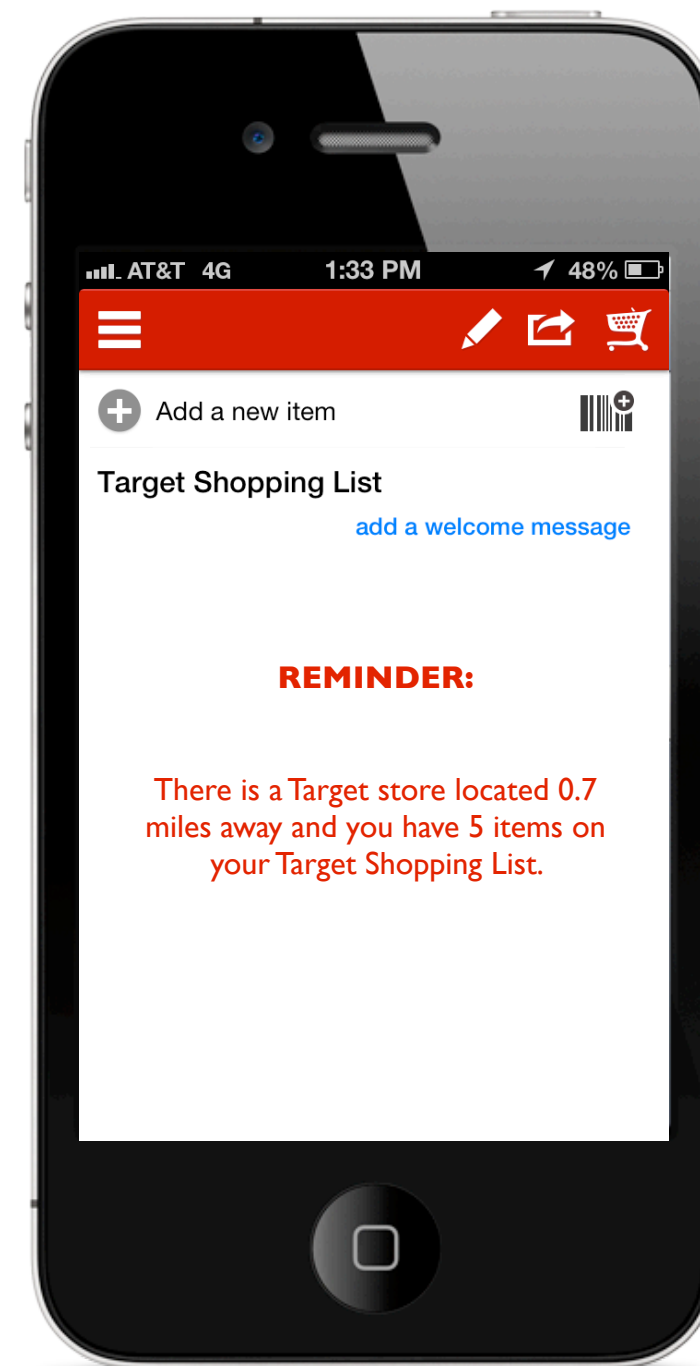 AT&T 4G 1:33 PM 48%
Add a new item
Target Shopping List
add a welcome message
REMINDER:
There is a Target store located 0.7
miles away and you have 5 items on
your Target Shopping List.